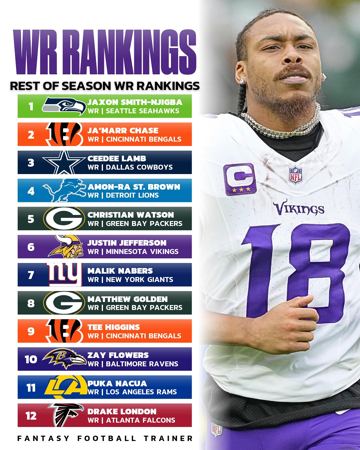 WR RANKINGS
REST OF SEASON WR RANKINGS
1 JAXON SMITH-NJIGBA
WR | SEATTLE SEAHAWKS
2 JA'MARR CHASE
WR | CINCINNATI BENGALS
3 CEEDEE LAMB
WR | DALLAS COWBOYS
4 AMON-RA ST. BROWN
WR | DETROIT LIONS
5 CHRISTIAN WATSON
WR | GREEN BAY PACKERS
6 JUSTIN JEFFERSON
WR | MINNESOTA VIKINGS
7 MALIK NABERS
WR | NEW YORK GIANTS
8 MATTHEW GOLDEN
WR | GREEN BAY PACKERS
9 TEE HIGGINS
WR | CINCINNATI BENGALS
10 ZAY FLOWERS
WR | BALTIMORE RAVENS
11 PUKA NACUA
WR | LOS ANGELES RAMS
12 DRAKE LONDON
WR | ATLANTA FALCONS
FANTASY FOOTBALL TRAINER
G
ny
G
C
NFL
VIKINGS
18